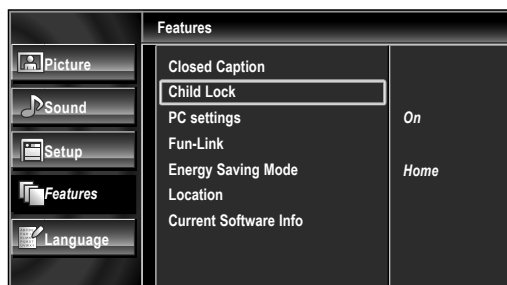 Features
Picture
Sound
Setup
Features
Language
Closed Caption
Child Lock
PC settings On
Fun-Link
Energy Saving Mode Home
Location
Current Software Info